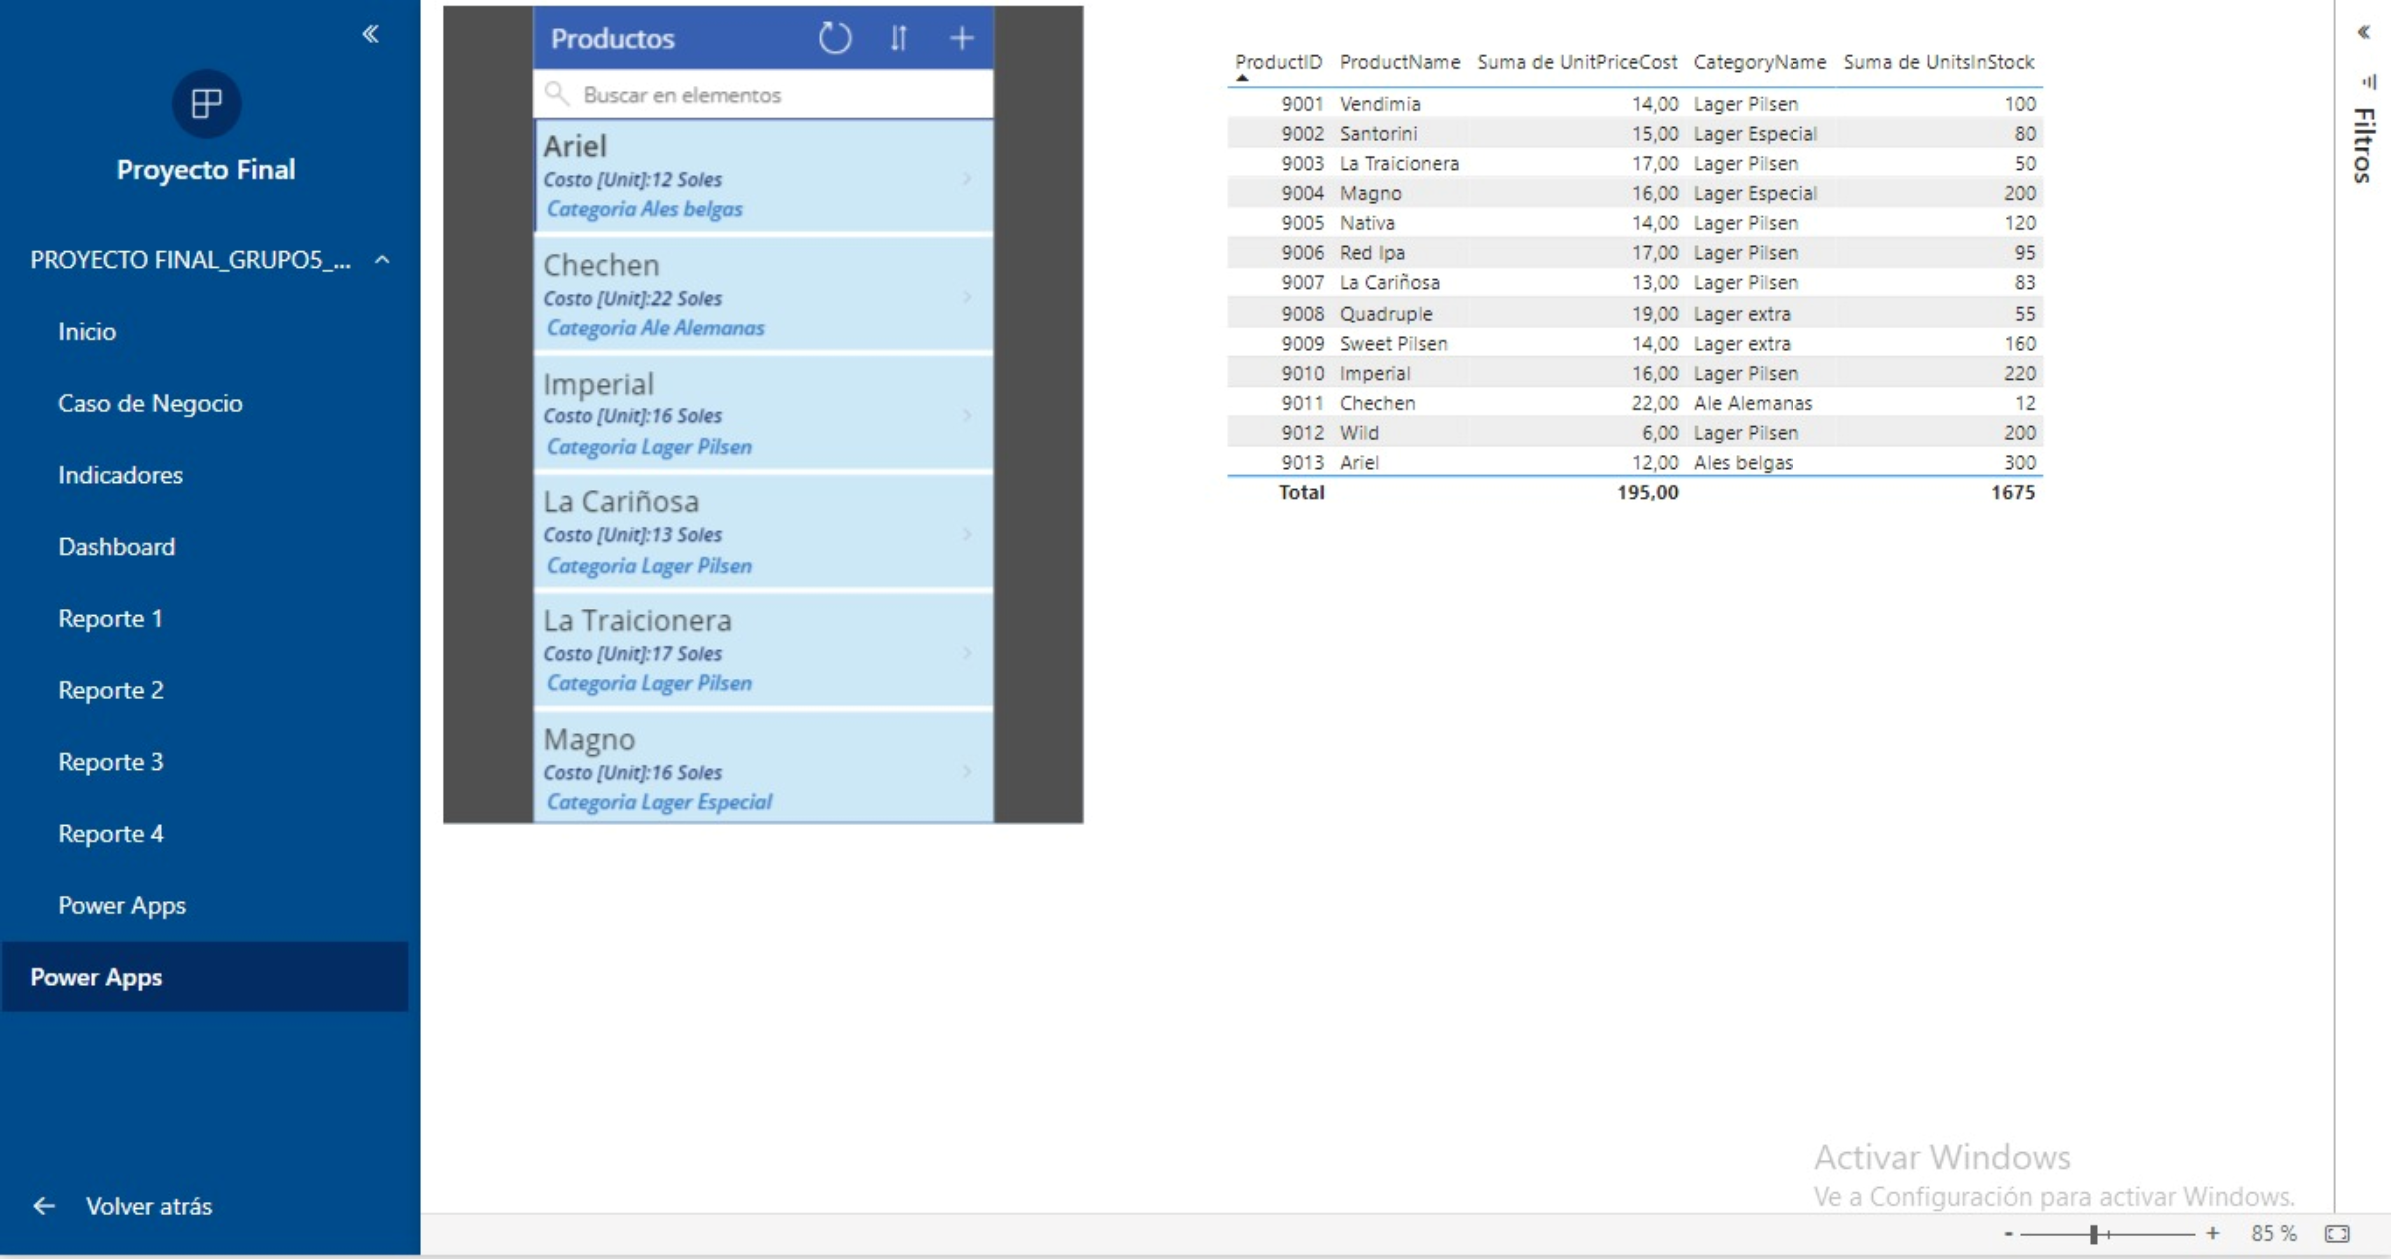 Proyecto Final
PROYECTO FINAL_GRUPO5_...
Inicio
Caso de Negocio
Indicadores
Dashboard
Reporte 1
Reporte 2
Reporte 3
Reporte 4
Power Apps
Power Apps
Volver atrás
Productos
Buscar en elementos
Ariel
Costo [Unit]:12 Soles
Categoria Ales belgas
Chechen
Costo [Unit]:22 Soles
Categoria Ale Alemanas
Imperial
Costo [Unit]:16 Soles
Categoria Lager Pilsen
La Cariñosa
Costo [Unit]:13 Soles
Categoria Lager Pilsen
La Traicionera
Costo [Unit]:17 Soles
Categoria Lager Pilsen
Magno
Costo [Unit]:16 Soles
Categoria Lager Especial
ProductID ProductName Suma de UnitPriceCost CategoryName Suma de UnitsInStock
9001 Vendimia 14,00 Lager Pilsen 100
9002 Santorini 15,00 Lager Especial 80
9003 La Traicionera 17,00 Lager Pilsen 50
9004 Magno 16,00 Lager Especial 200
9005 Nativa 14,00 Lager Pilsen 120
9006 Red Ipa 17,00 Lager Pilsen 95
9007 La Cariñosa 13,00 Lager Pilsen 83
9008 Quadruple 19,00 Lager extra 55
9009 Sweet Pilsen 14,00 Lager extra 160
9010 Imperial 16,00 Lager Pilsen 220
9011 Chechen 22,00 Ale Alemanas 12
9012 Wild 6,00 Lager Pilsen 200
9013 Ariel 12,00 Ales belgas 300
Total 195,00 1675
Filtros
Activar Windows
Ve a Configuración para activar Windows.
- + 85 %